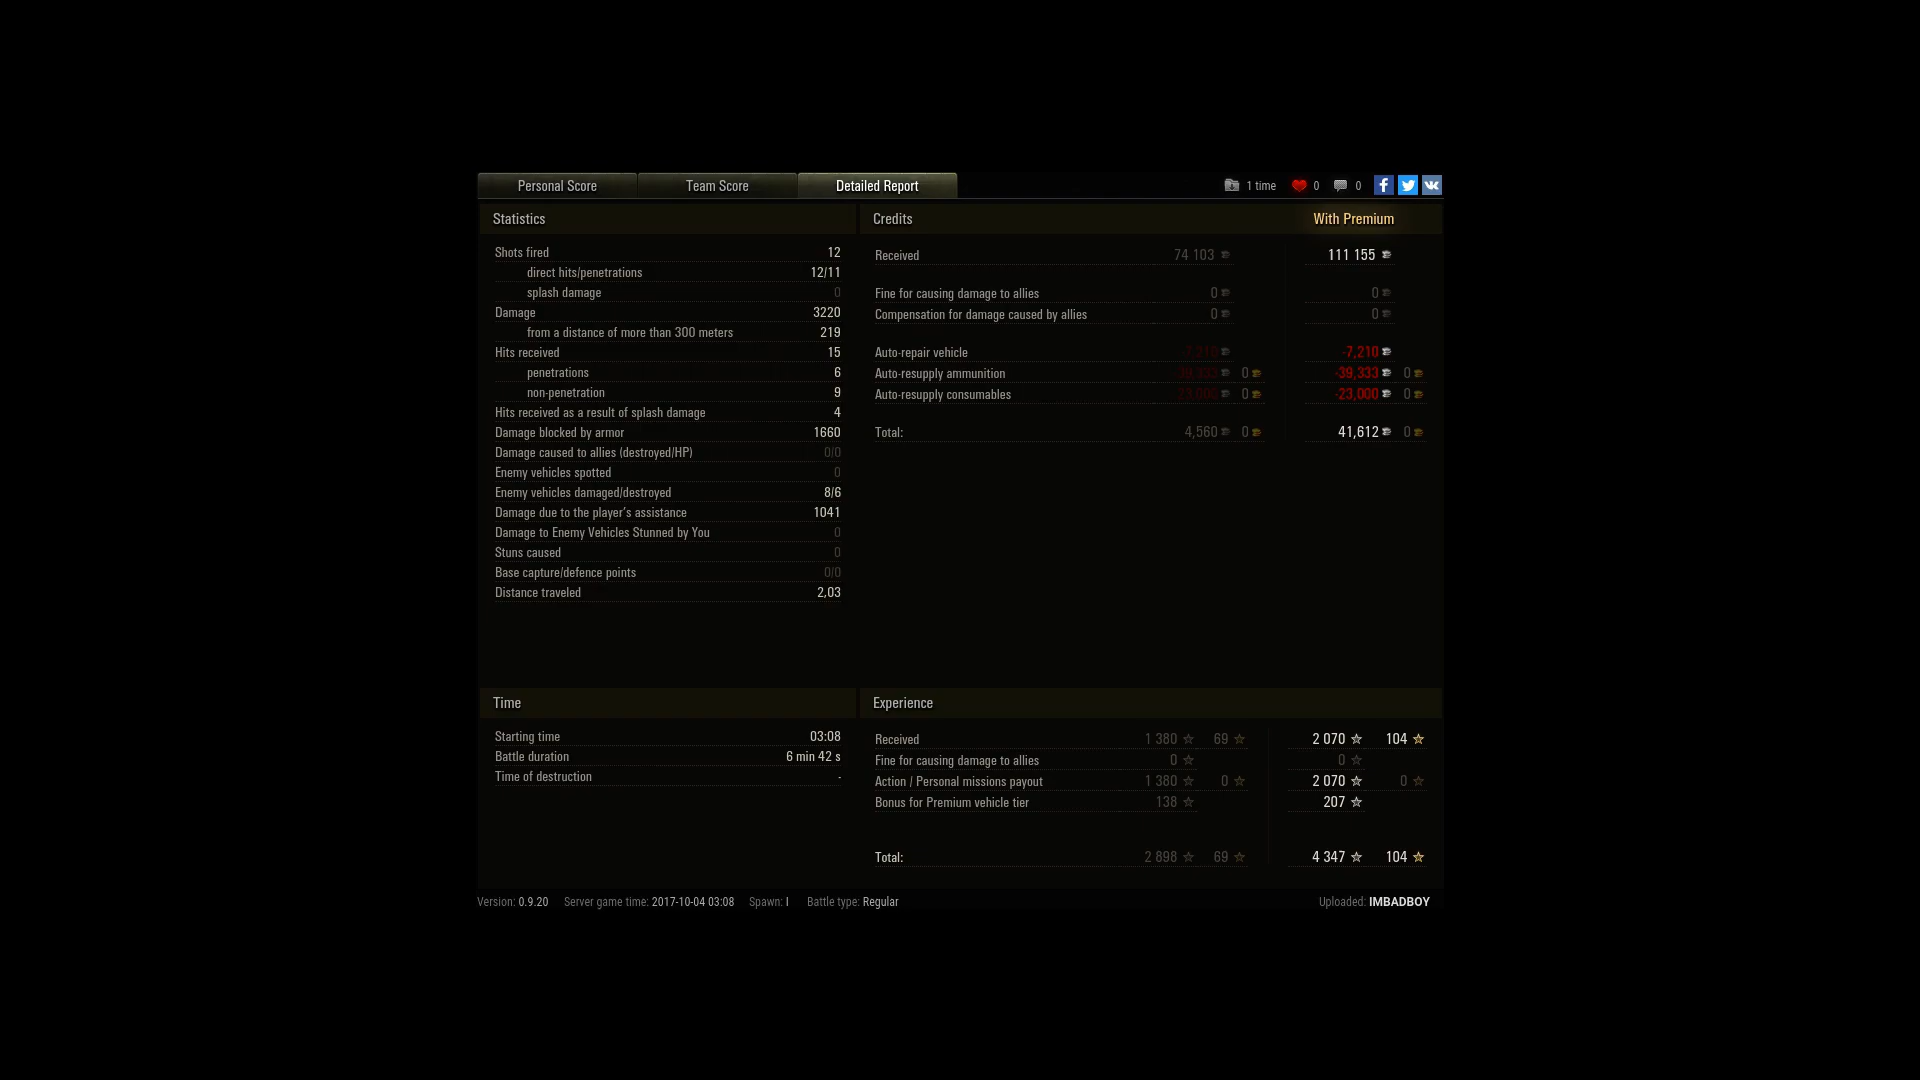 Personal Score Team Score Detailed Report 1 time 0 0
Statistics
Shots fired 12
direct hits/penetrations 12/11
splash damage 0
Damage 3220
from a distance of more than 300 meters 219
Hits received 15
penetrations 6
non-penetration 9
Hits received as a result of splash damage 4
Damage blocked by armor 1660
Damage caused to allies (destroyed/HP) 0/0
Enemy vehicles spotted 0
Enemy vehicles damaged/destroyed 8/6
Damage due to the player's assistance 1041
Damage to Enemy Vehicles Stunned by You 0
Stuns caused 0
Base capture/defence points 0/0
Distance traveled 2,03
Credits With Premium
Received 74 103 111 155
Fine for causing damage to allies 0 0
Compensation for damage caused by allies 0 0
Auto-repair vehicle -7,210 -7,210
Auto-resupply ammunition -39,333 0 -39,333 0
Auto-resupply consumables -23,000 0 -23,000 0
Total: 4,560 0 41,612 0
Time
Starting time 03:08
Battle duration 6 min 42 s
Time of destruction -
Experience
Received 1 380 69 2 070 104
Fine for causing damage to allies 0 0
Action / Personal missions payout 1 380 0 2 070 0
Bonus for Premium vehicle tier 138 207
Total: 2 898 69 4 347 104
Version: 0.9.20 Server game time: 2017-10-04 03:08 Spawn: I Battle type: Regular Uploaded: IMBADBOY